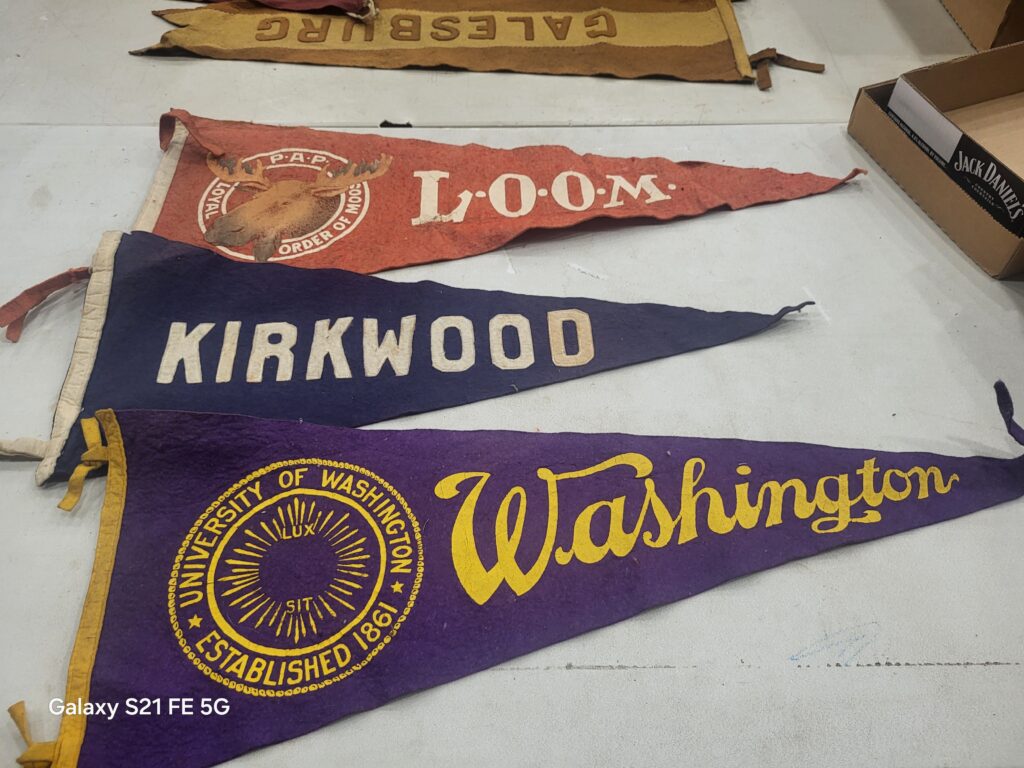 GALESBURG
P·A·P·
LOYAL
ORDER OF MOOS
L·O·O·M·
JACK DANIEL'S
KIRKWOOD
UNIVERSITY OF WASHINGTON
LUX
SIT
★ ESTABLISHED 1861 ★
Washington
Galaxy S21 FE 5G